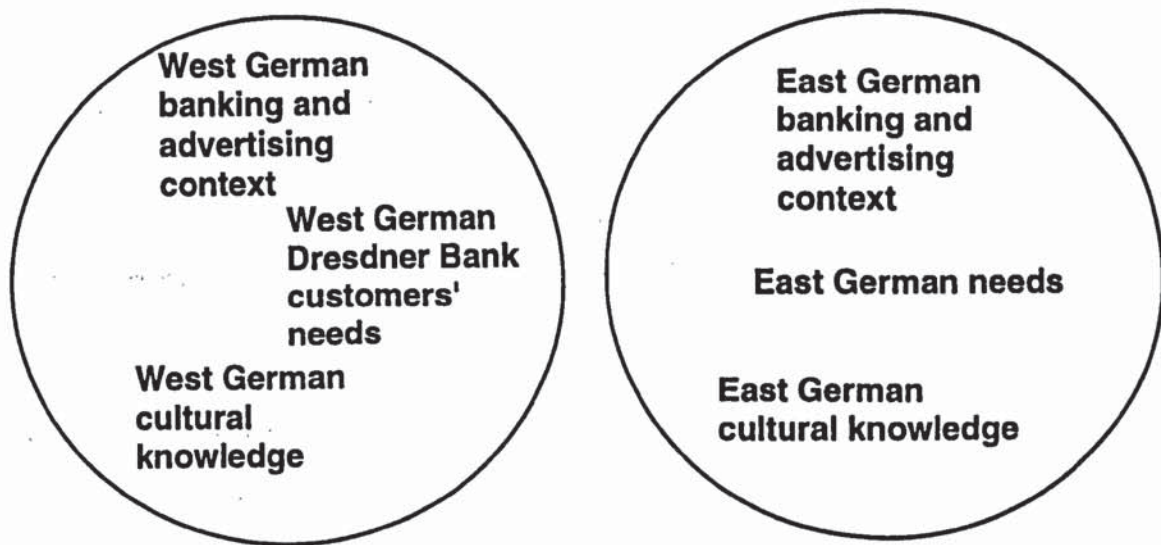 West German
banking and
advertising
context
West German
Dresdner Bank
customers'
needs
West German
cultural
knowledge
East German
banking and
advertising
context
East German needs
East German
cultural knowledge